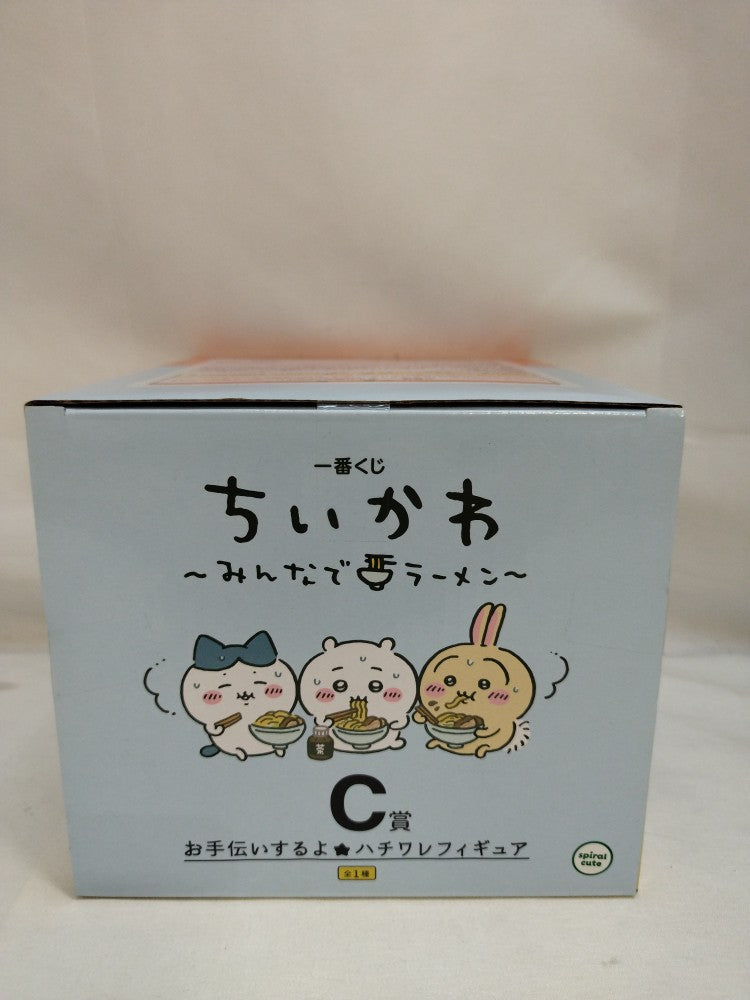 一番くじ
ちいかわ
～みんなでラーメン～
茶
C賞
お手伝いするよ★ハチワレフィギュア
全1種
spiral
cute